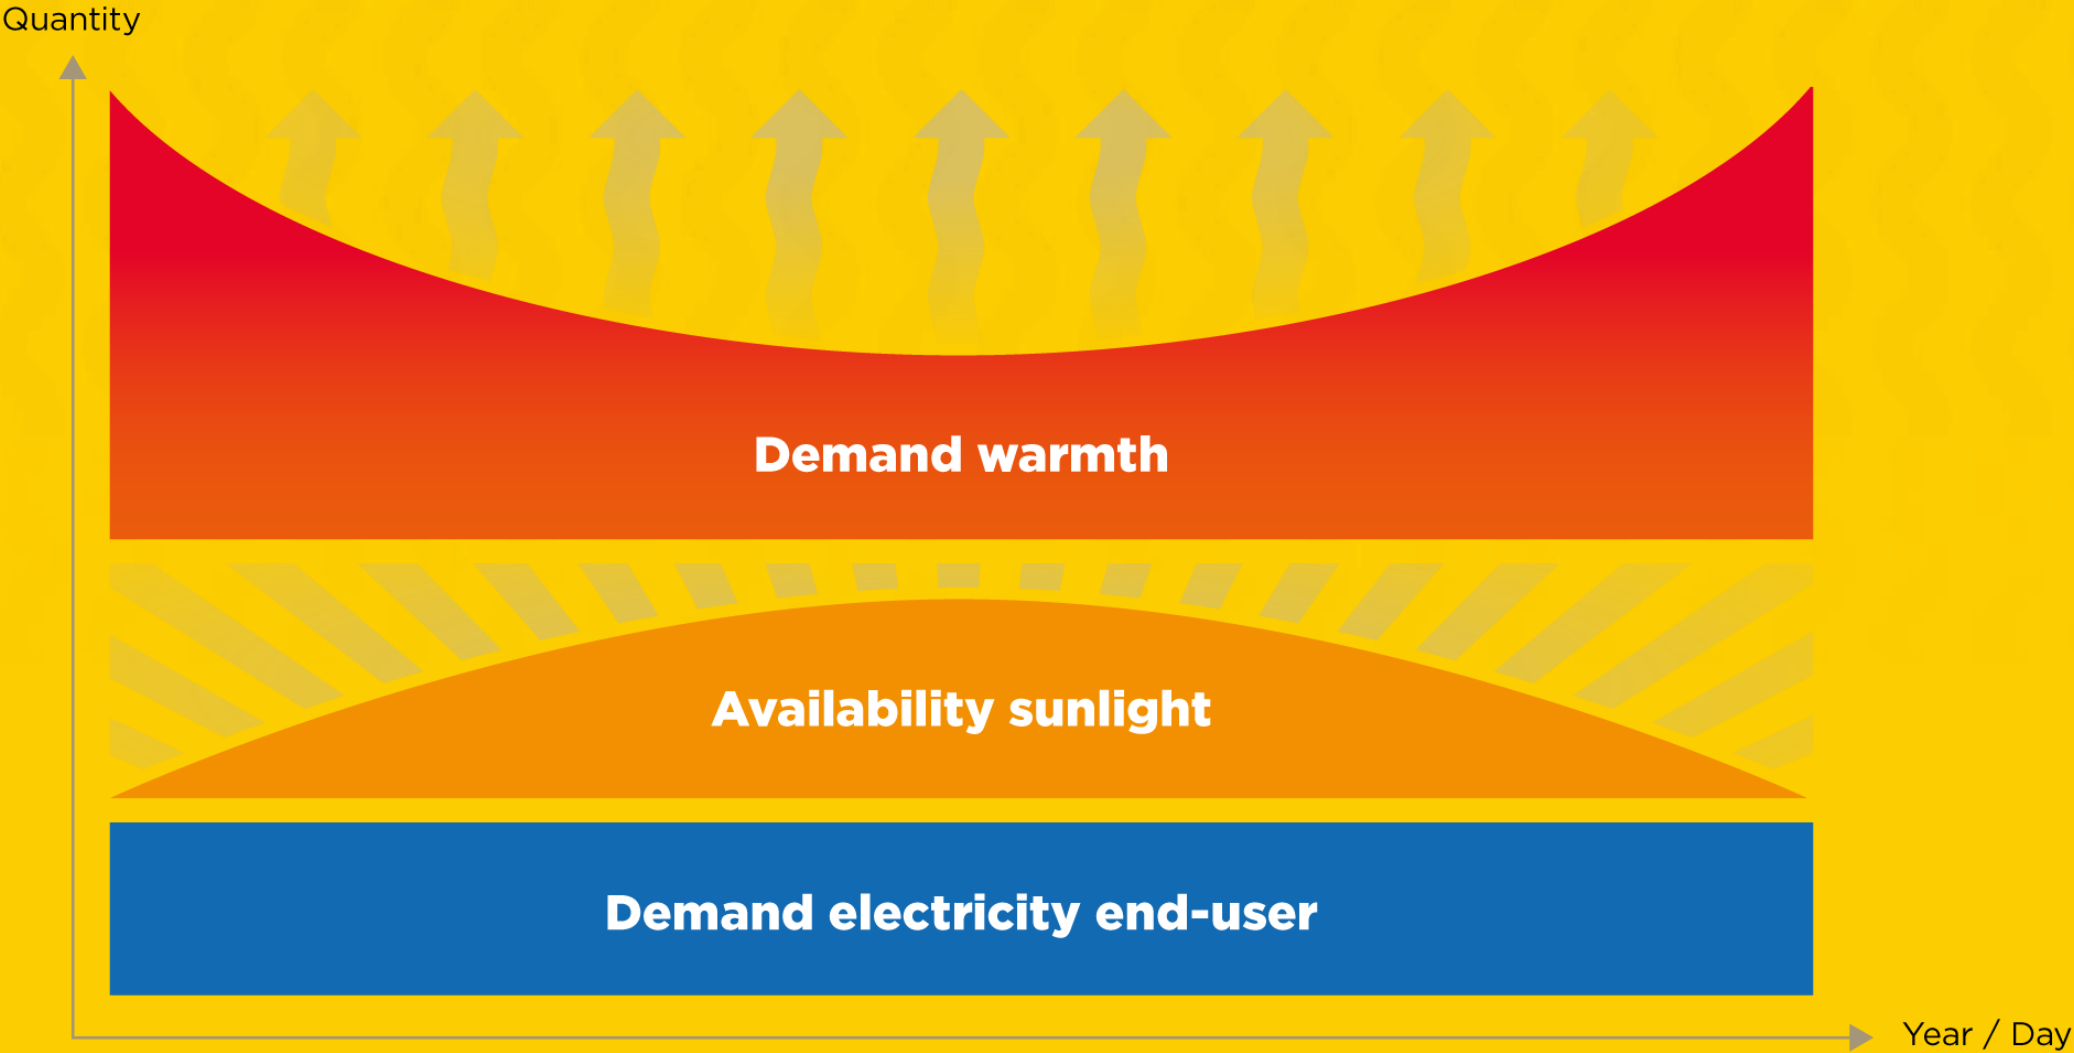 Quantity
Demand warmth
Availability sunlight
Demand electricity end-user
Year / Day